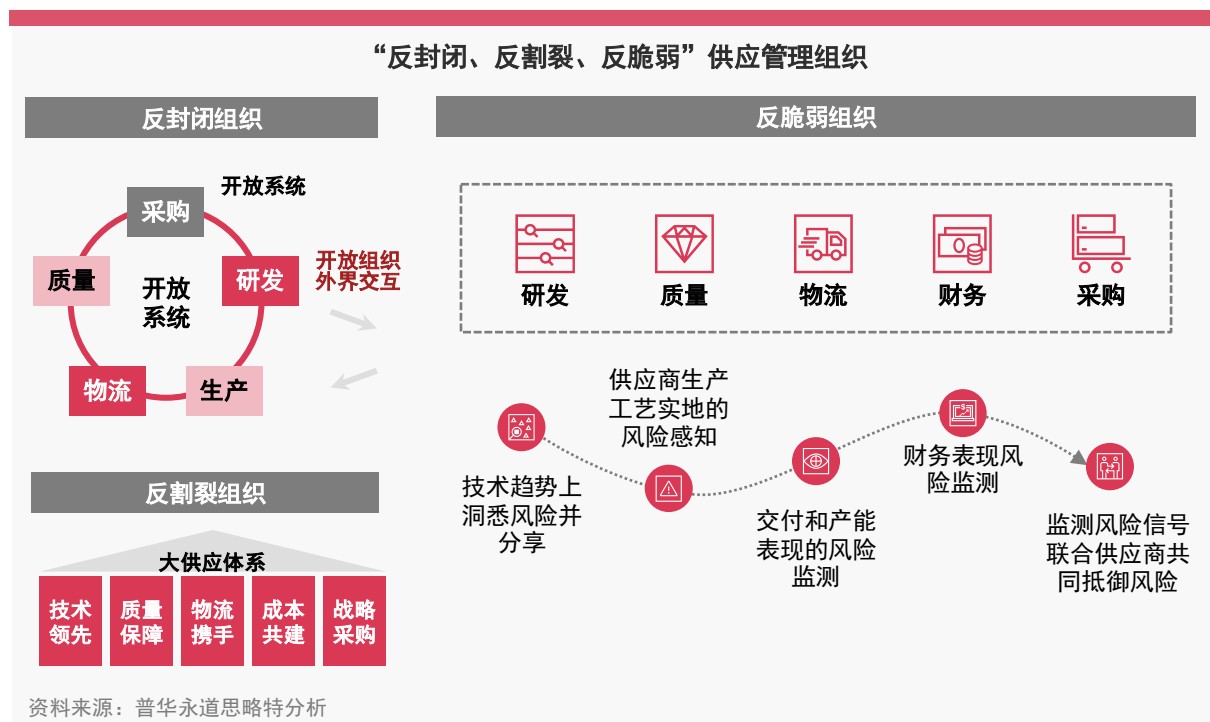 “反封闭、反割裂、反脆弱”供应管理组织
反封闭组织
开放系统
采购
质量
研发
开放
系统
物流
生产
开放组织
外界交互
反割裂组织
大供应体系
技术
领先
质量
保障
物流
携手
成本
共建
战略
采购
反脆弱组织
研发
质量
物流
财务
采购
技术趋势上
洞悉风险并
分享
供应商生产
工艺实地的
风险感知
交付和产能
表现的风险
监测
财务表现风
险监测
监测风险信号
联合供应商共
同抵御风险
资料来源：普华永道思略特分析